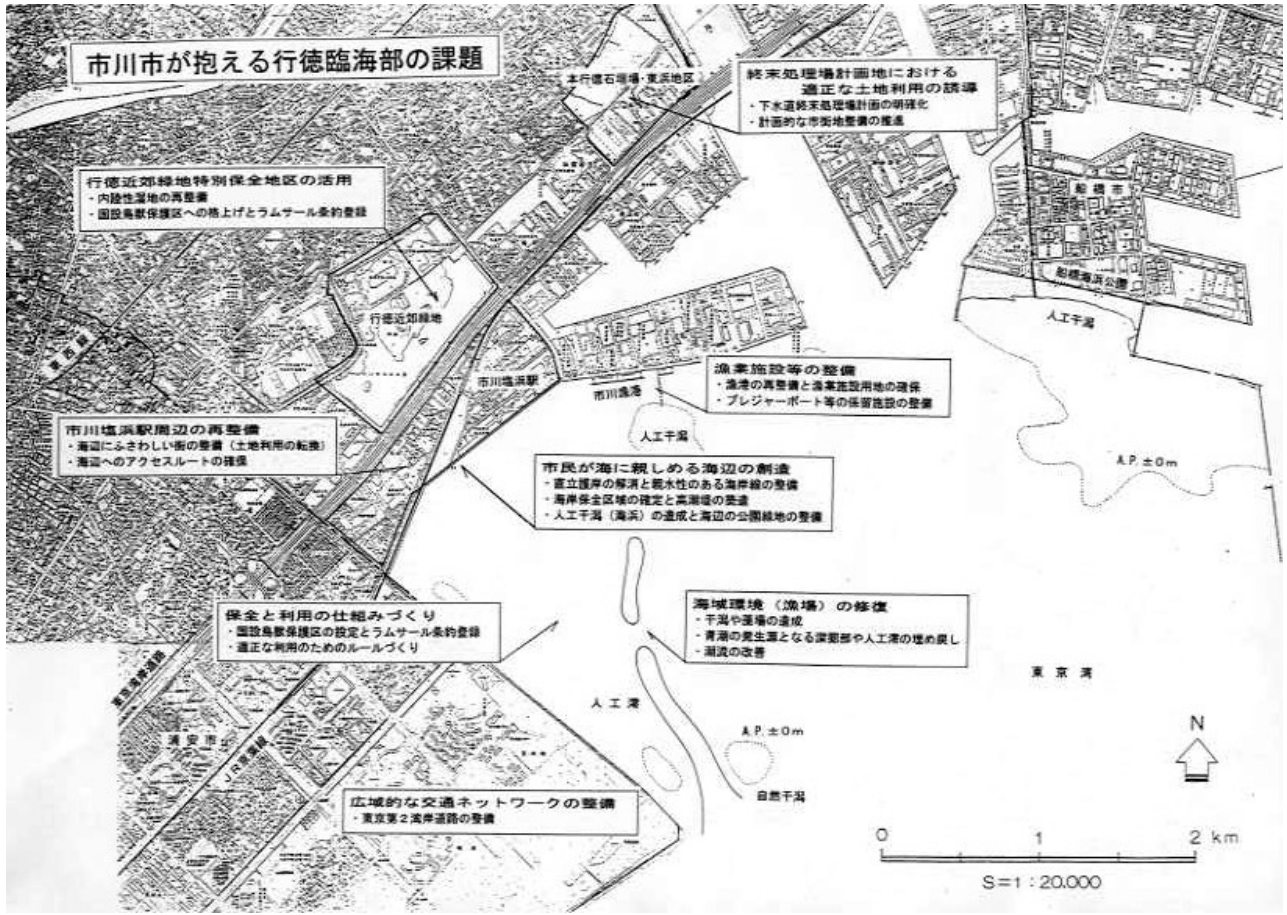 市川市が抱える行徳臨海部の課題
本行徳石垣場・東浜地区
終末処理場計画地における
適正な土地利用の誘導
・下水道終末処理場計画の明確化
・計画的な市街地整備の推進
行徳近郊緑地特別保全地区の活用
・内陸性湿地の再整備
・国設鳥獣保護区への格上げとラムサール条約登録
船橋市
船橋海浜公園
人工干潟
行徳近郊緑地
東西線
市川塩浜駅
市川漁港
漁業施設等の整備
・漁港の再整備と漁業施設用地の確保
・プレジャーボート等の保留施設の整備
人工干潟
市川塩浜駅周辺の再整備
・海辺にふさわしい街の整備（土地利用の転換）
・海辺へのアクセスルートの確保
A.P.±0m
市民が海に親しめる海辺の創造
・直立護岸の解消と親水性のある海岸線の整備
・海岸保全区域の確定と高潮堤の築造
・人工干潟（海浜）の造成と海辺の公園緑地の整備
保全と利用の仕組みづくり
・国設鳥獣保護区の設定とラムサール条約登録
・適正な利用のためのルールづくり
海域環境（漁場）の修復
・干潟や藻場の造成
・青潮の発生源となる深掘部や人工澪の埋め戻し
・潮流の改善
東京湾岸道路
浦安市
JR京葉線
人工澪
A.P.±0m
自然干潟
東京湾
N
広域的な交通ネットワークの整備
・東京第2湾岸道路の整備
0 1 2 km
S=1:20.000